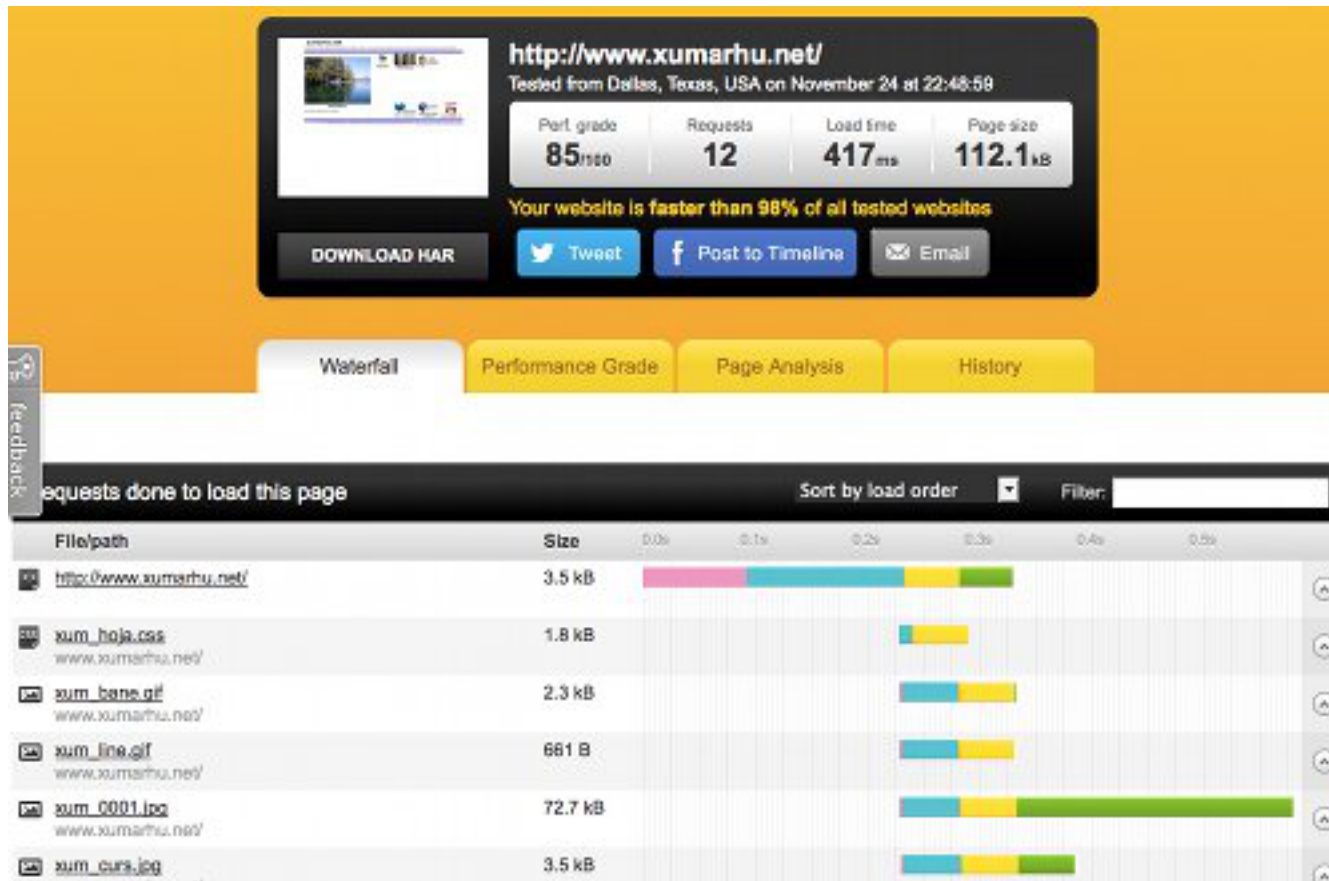 http://www.xumarhu.net/
Tested from Dallas, Texas, USA on November 24 at 22:48:59
Perf. grade Requests Load time Page size
85/100 12 417ms 112.1kB
Your website is faster than 98% of all tested websites
DOWNLOAD HAR Tweet f Post to Timeline Email
Waterfall Performance Grade Page Analysis History
feedback
equests done to load this page Sort by load order Filter:
File/path Size 0.0s 0.1s 0.2s 0.3s 0.4s 0.5s
http://www.xumarhu.net/ 3.5 kB
xum_hoja.css 1.8 kB
www.xumarhu.net/
xum_bane.gif 2.3 kB
www.xumarhu.net/
xum_line.gif 661 B
www.xumarhu.net/
xum_0001.jpg 72.7 kB
www.xumarhu.net/
xum_curs.jpg 3.5 kB